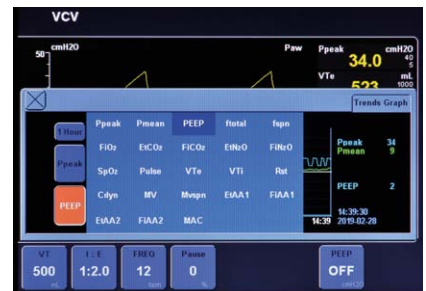 VCV
50 cmH2O Paw Ppeak cmH2O
34.0 40
5
VTe mL
523 1000
Trends Graph
1 Hour Ppeak Pmean PEEP ftotal fspn
FiO2 EtCO2 FiCO2 EtN2O FiN2O
Ppeak SpO2 Pulse VTe VTi Rst
PEEP Cdyn MV Mvspn EtAA1 FIAA1
EtAA2 FIAA2 MAC
Ppeak 34
Pmean 9
PEEP 2
14:39:30
14:39 2019-02-28
VT I : E FREQ Pause PEEP
500 1:2.0 12 0 OFF
mL bpm % cmH2O